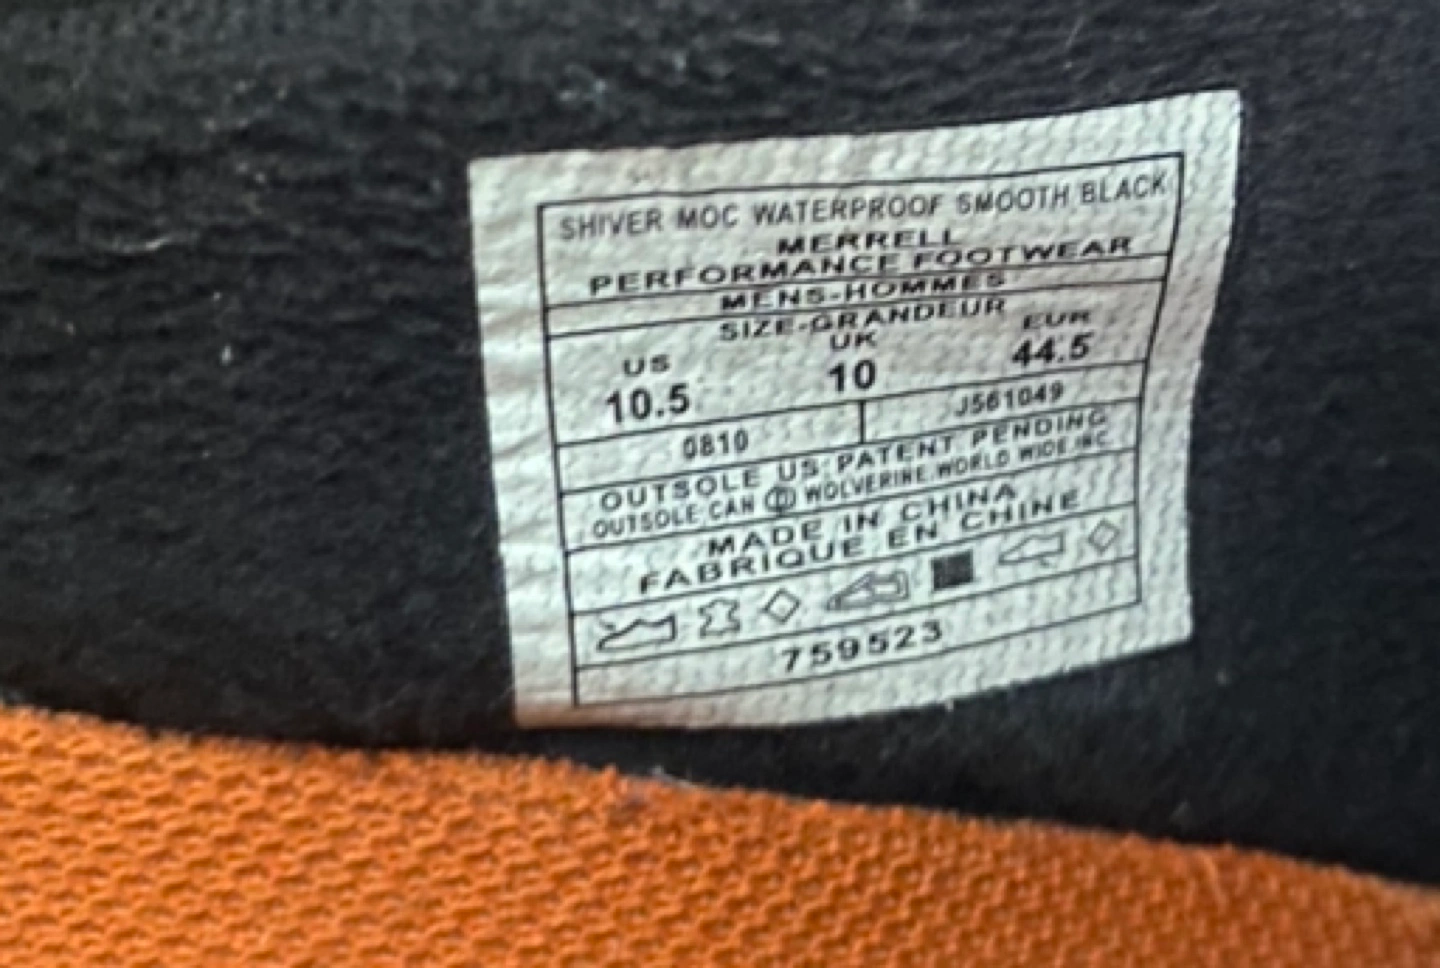 SHIVER MOC WATERPROOF SMOOTH BLACK
MERRELL
PERFORMANCE FOOTWEAR
MENS-HOMMES
SIZE-GRANDEUR
US UK EUR
10.5 10 44.5
0810 J561049
OUTSOLE US PATENT PENDING
OUTSOLE CAN Ⓓ WOLVERINE WORLD WIDE INC
MADE IN CHINA
FABRIQUE EN CHINE
759523